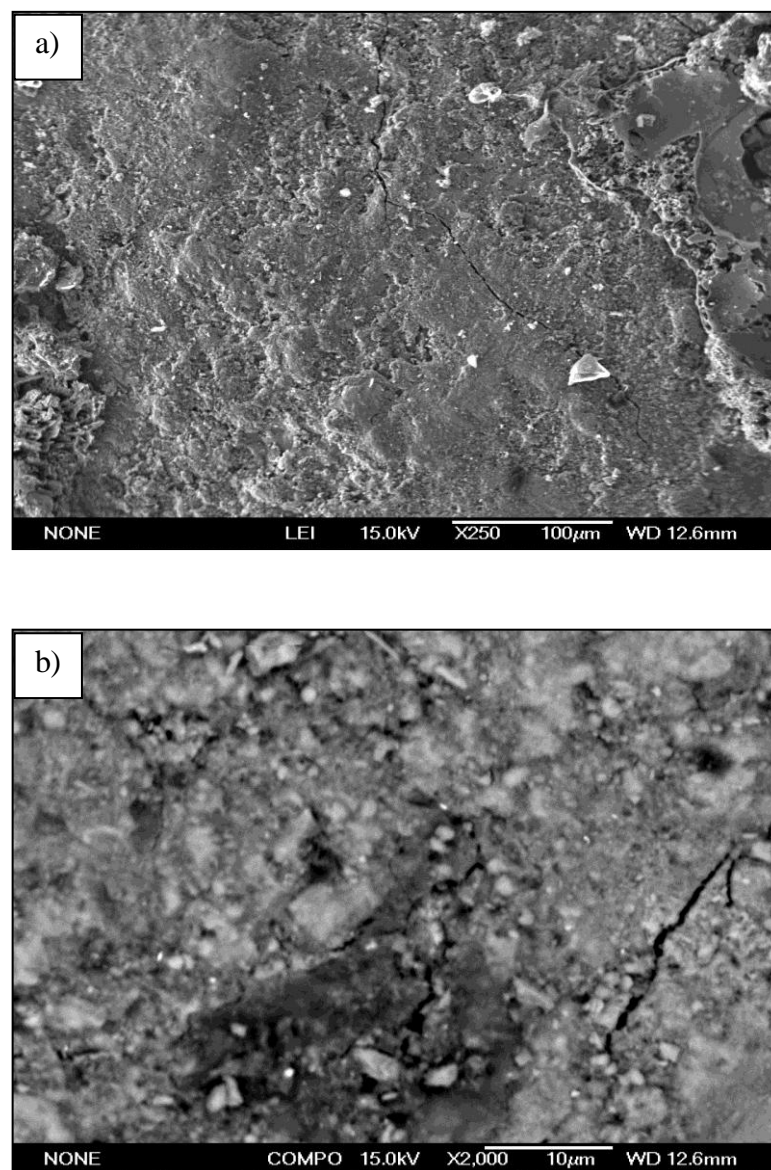 a)
NONE LEI 15.0kV X250 100μm WD 12.6mm
b)
NONE COMPO 15.0kV X2,000 10μm WD 12.6mm